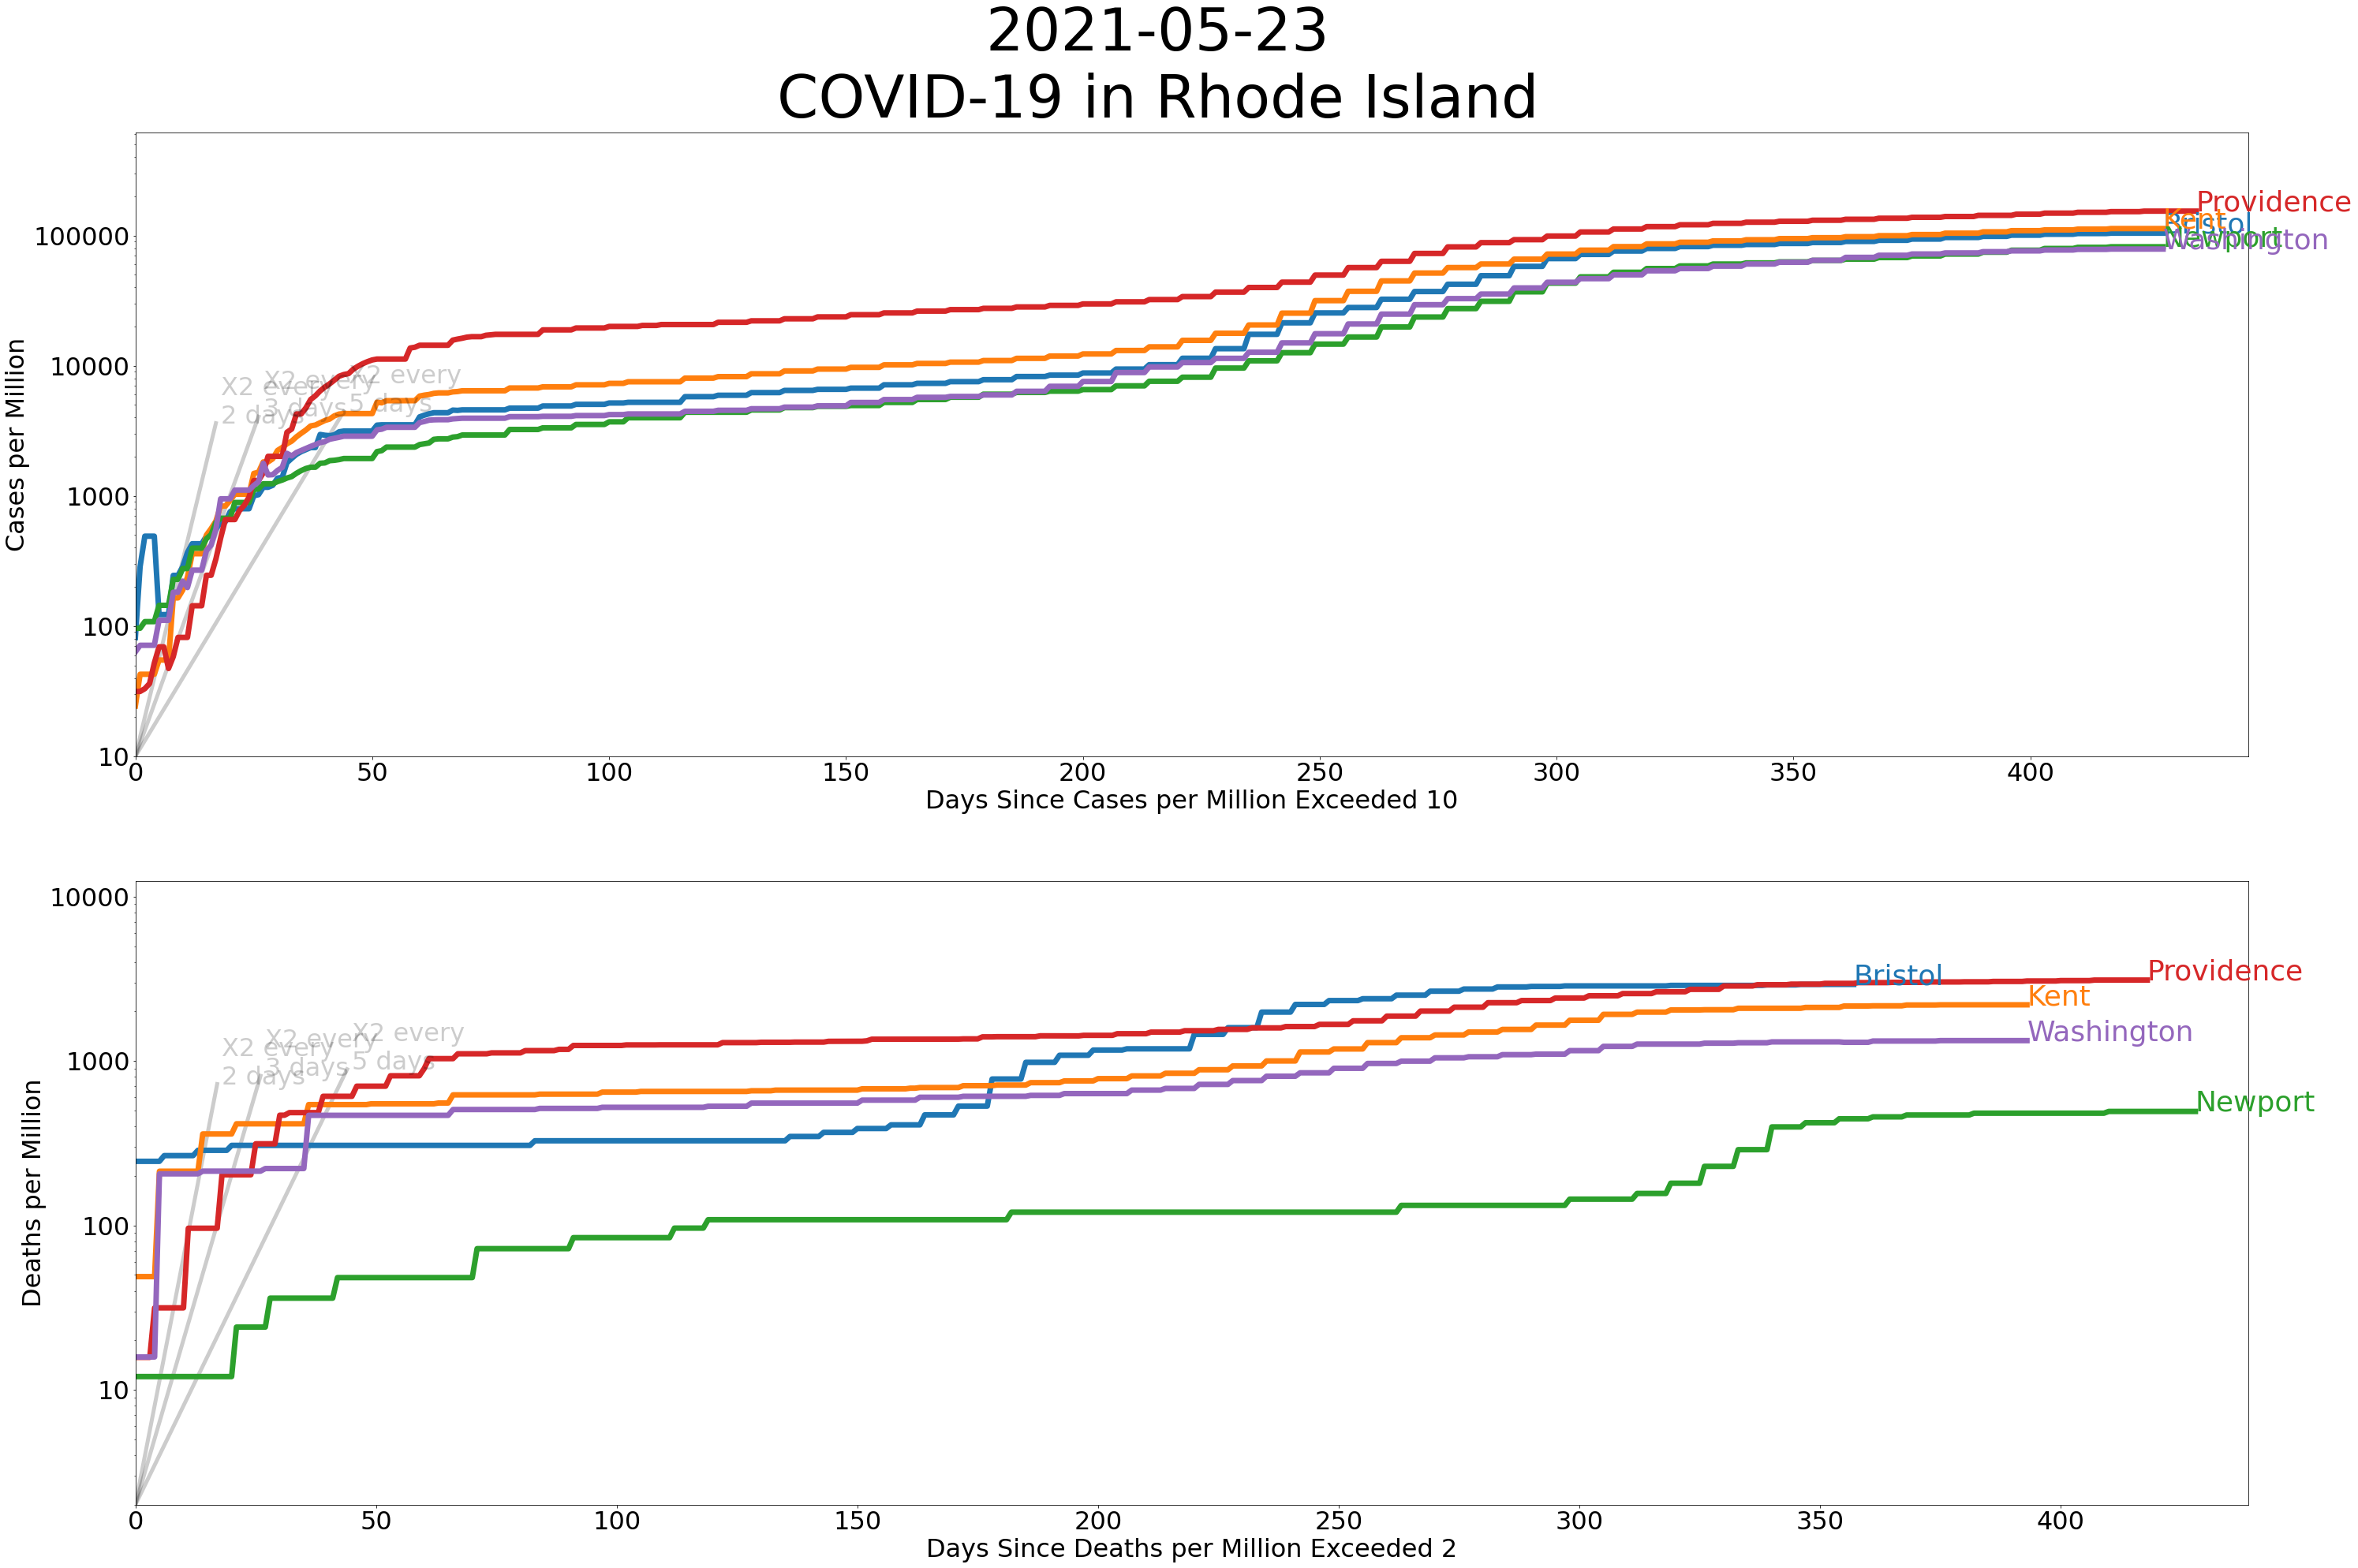 2021-05-23
COVID-19 in Rhode Island
Cases per Million
100000
10000
1000
100
10
X2 every
2 days
X2 every
3 days
X2 every
5 days
Providence
Kent
Bristol
Newport
Washington
0 50 100 150 200 250 300 350 400
Days Since Cases per Million Exceeded 10
Deaths per Million
10000
1000
100
10
X2 every
2 days
X2 every
3 days
X2 every
5 days
Bristol
Providence
Kent
Washington
Newport
0 50 100 150 200 250 300 350 400
Days Since Deaths per Million Exceeded 2